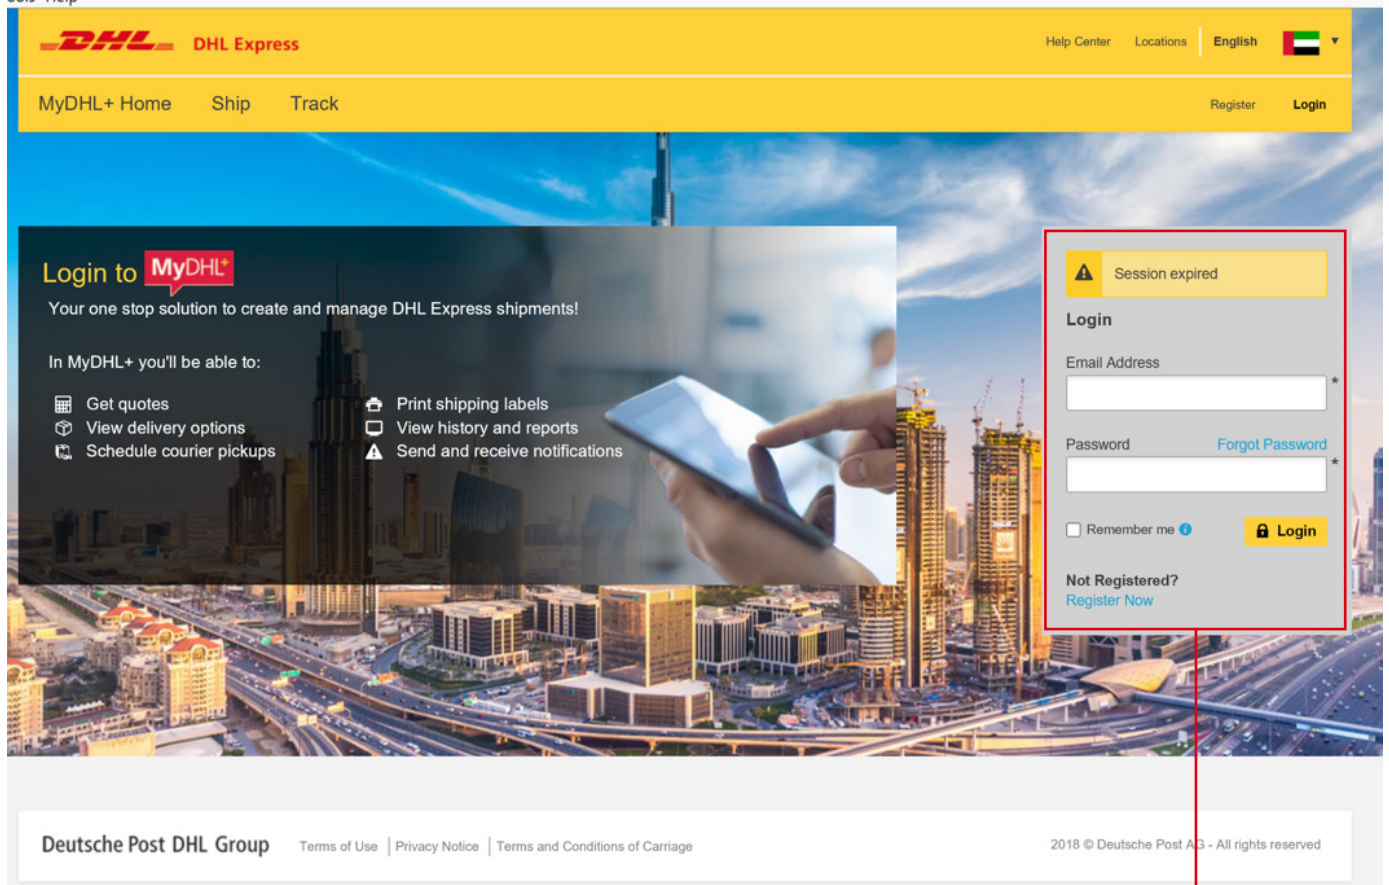 Help
DHL DHL Express
Help Center Locations English
MyDHL+ Home Ship Track
Register Login
Login to MyDHL+
Your one stop solution to create and manage DHL Express shipments!
In MyDHL+ you'll be able to:
Get quotes
View delivery options
Schedule courier pickups
Print shipping labels
View history and reports
Send and receive notifications
Session expired
Login
Email Address
*
Password Forgot Password
*
Remember me
Login
Not Registered?
Register Now
Deutsche Post DHL Group Terms of Use | Privacy Notice | Terms and Conditions of Carriage
2018 © Deutsche Post AG - All rights reserved